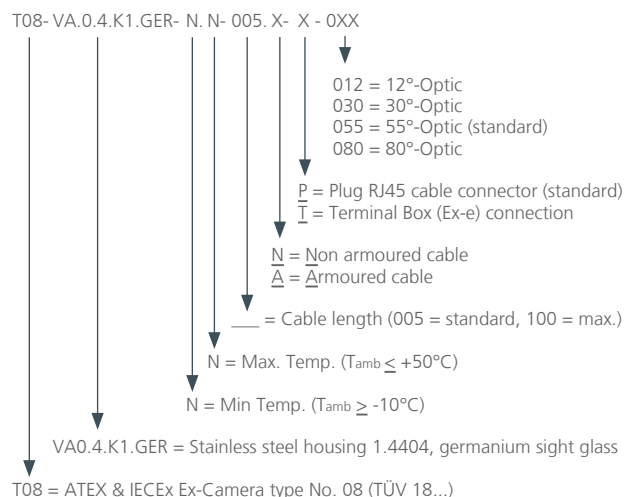 T08- VA.0.4.K1.GER- N. N- 005. X- X - 0XX
012 = 12°-Optic
030 = 30°-Optic
055 = 55°-Optic (standard)
080 = 80°-Optic
P = Plug RJ45 cable connector (standard)
T = Terminal Box (Ex-e) connection
N = Non armoured cable
A = Armoured cable
___ = Cable length (005 = standard, 100 = max.)
N = Max. Temp. (Tamb ≤ +50°C)
N = Min Temp. (Tamb ≥ -10°C)
VA0.4.K1.GER = Stainless steel housing 1.4404, germanium sight glass
T08 = ATEX & IECEx Ex-Camera type No. 08 (TÜV 18...)